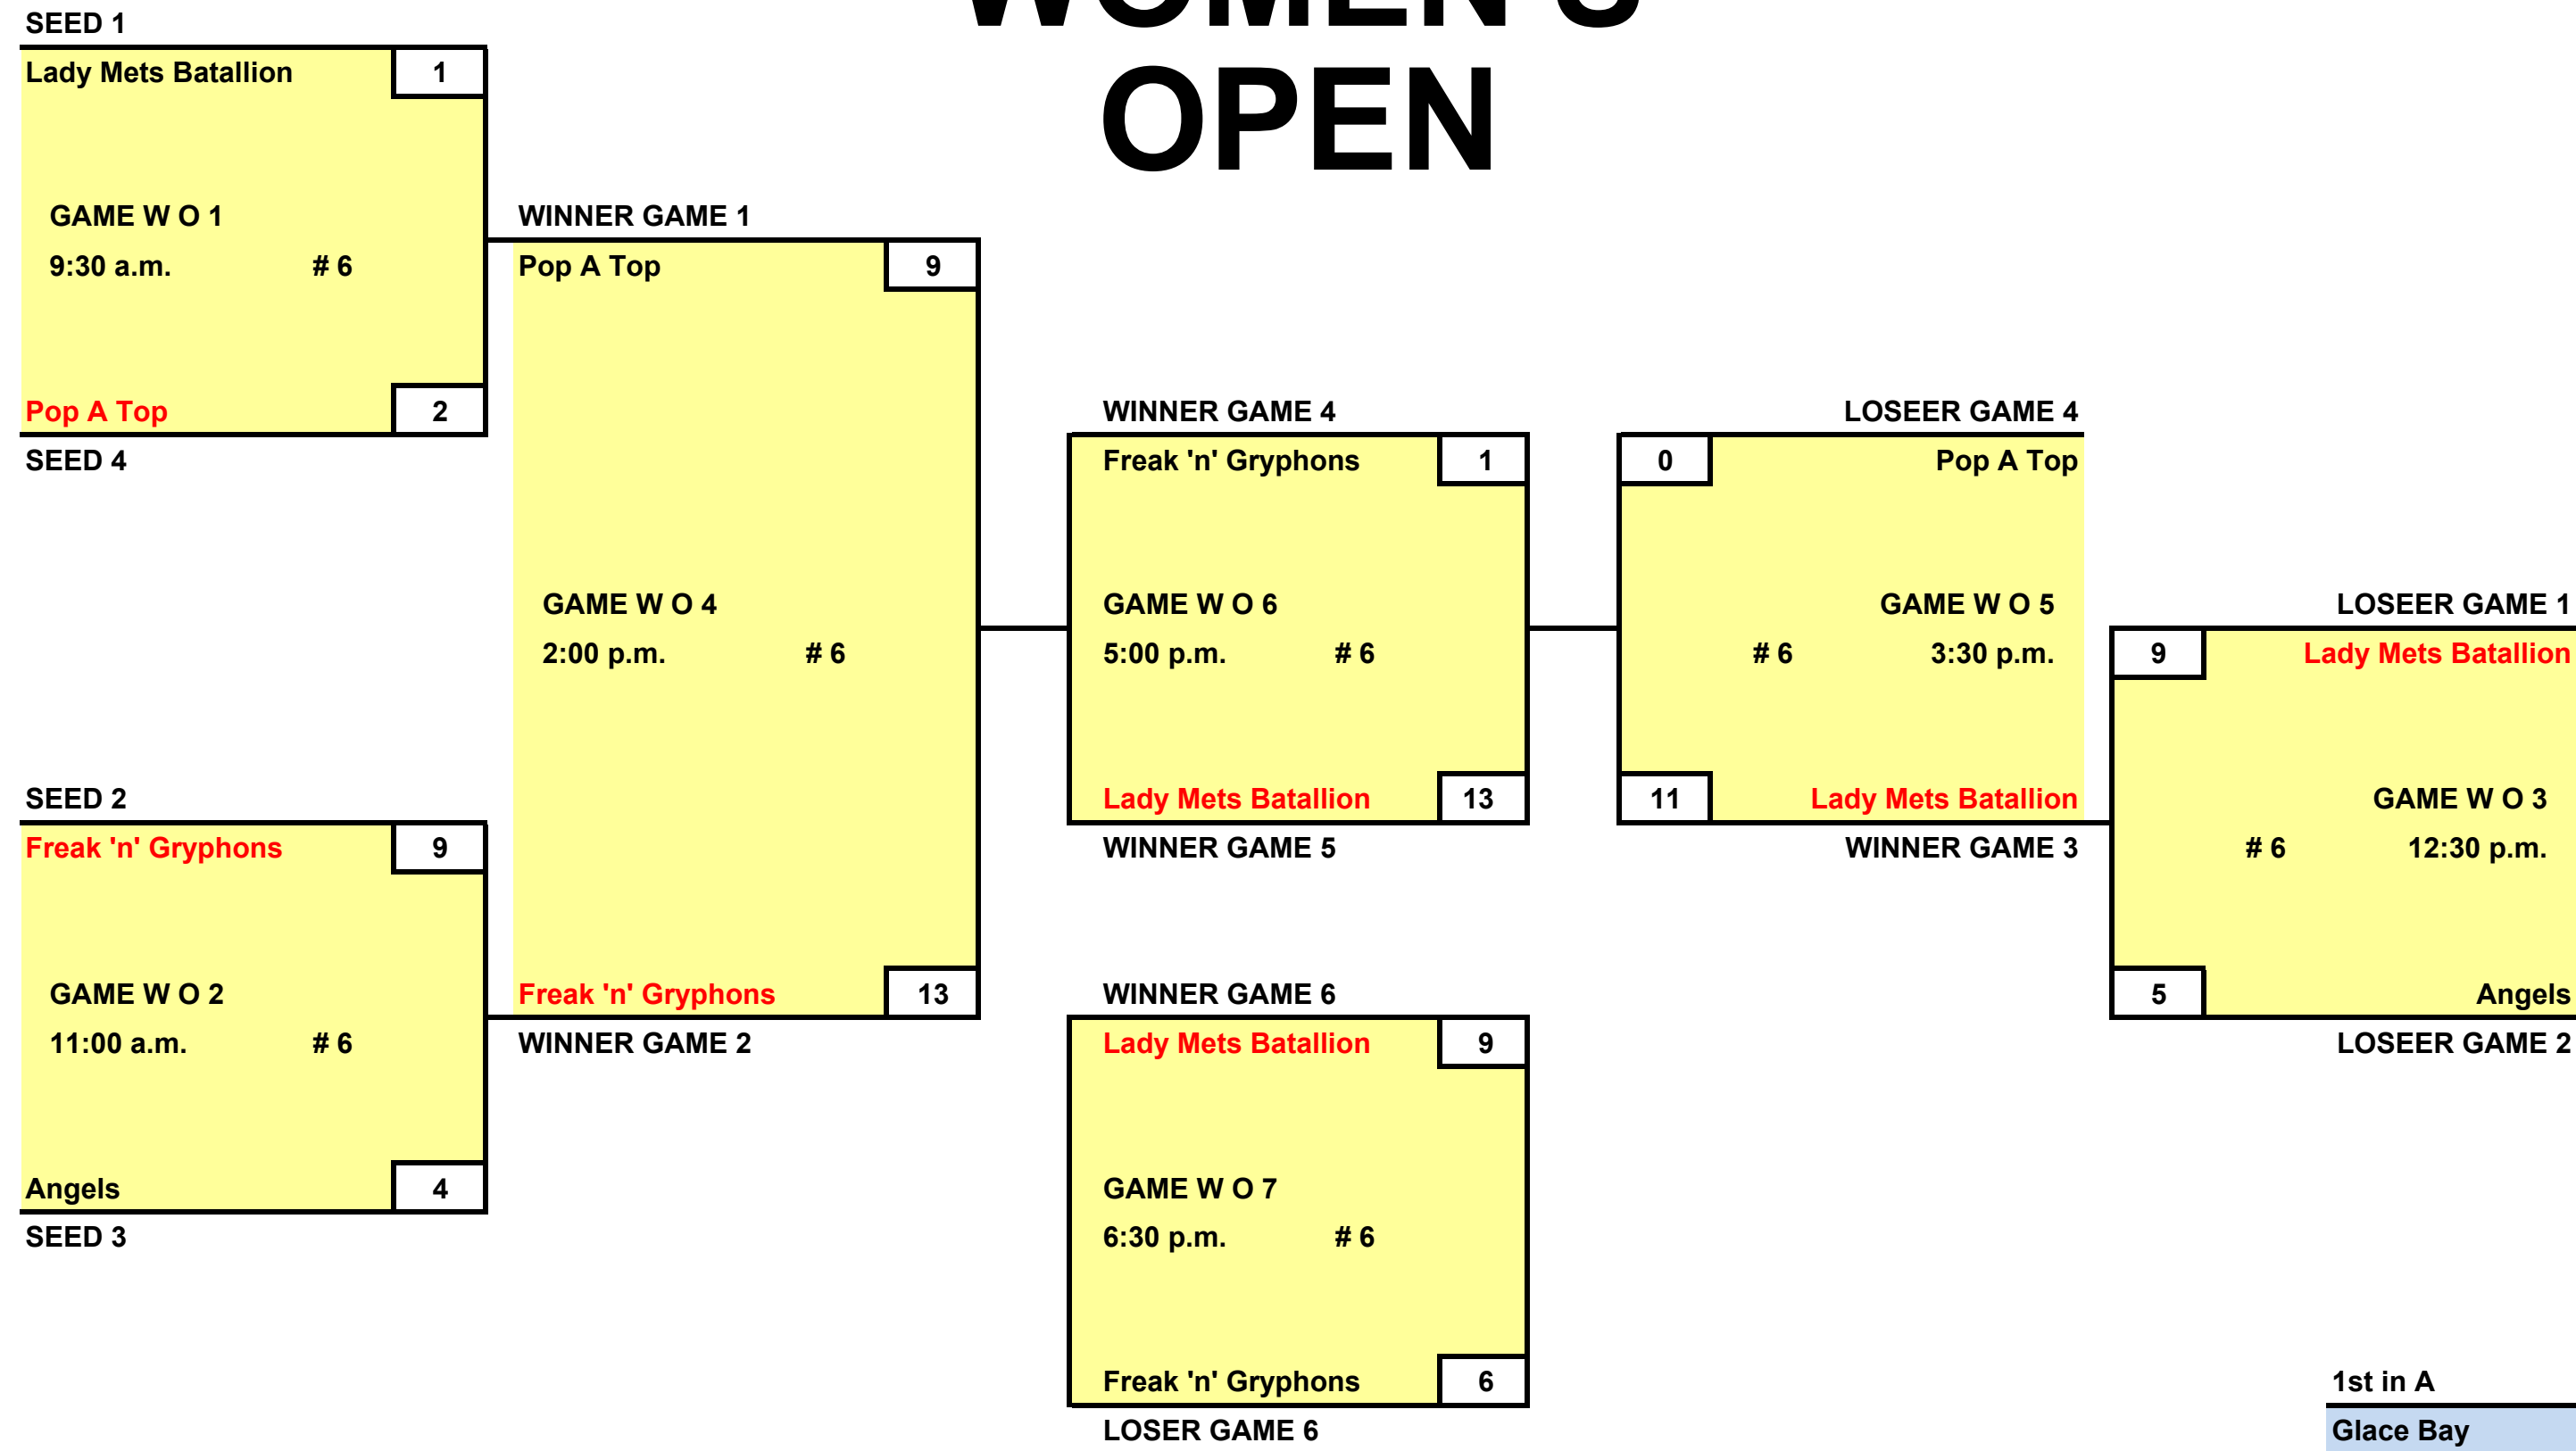 WOMEN'S
OPEN
SEED 1
Lady Mets Batallion 1
GAME W O 1
9:30 a.m. # 6
Pop A Top 2
SEED 4
SEED 2
Freak 'n' Gryphons 9
GAME W O 2
11:00 a.m. # 6
Angels 4
SEED 3
WINNER GAME 1
Pop A Top 9
GAME W O 4
2:00 p.m. # 6
Freak 'n' Gryphons 13
WINNER GAME 2
WINNER GAME 4
Freak 'n' Gryphons 1
GAME W O 6
5:00 p.m. # 6
Lady Mets Batallion 13
WINNER GAME 5
WINNER GAME 6
Lady Mets Batallion 9
GAME W O 7
6:30 p.m. # 6
Freak 'n' Gryphons 6
LOSER GAME 6
LOSEER GAME 4
0 Pop A Top
GAME W O 5
# 6 3:30 p.m.
11 Lady Mets Batallion
WINNER GAME 3
LOSEER GAME 1
9 Lady Mets Batallion
GAME W O 3
# 6 12:30 p.m.
5 Angels
LOSEER GAME 2
1st in A
Glace Bay